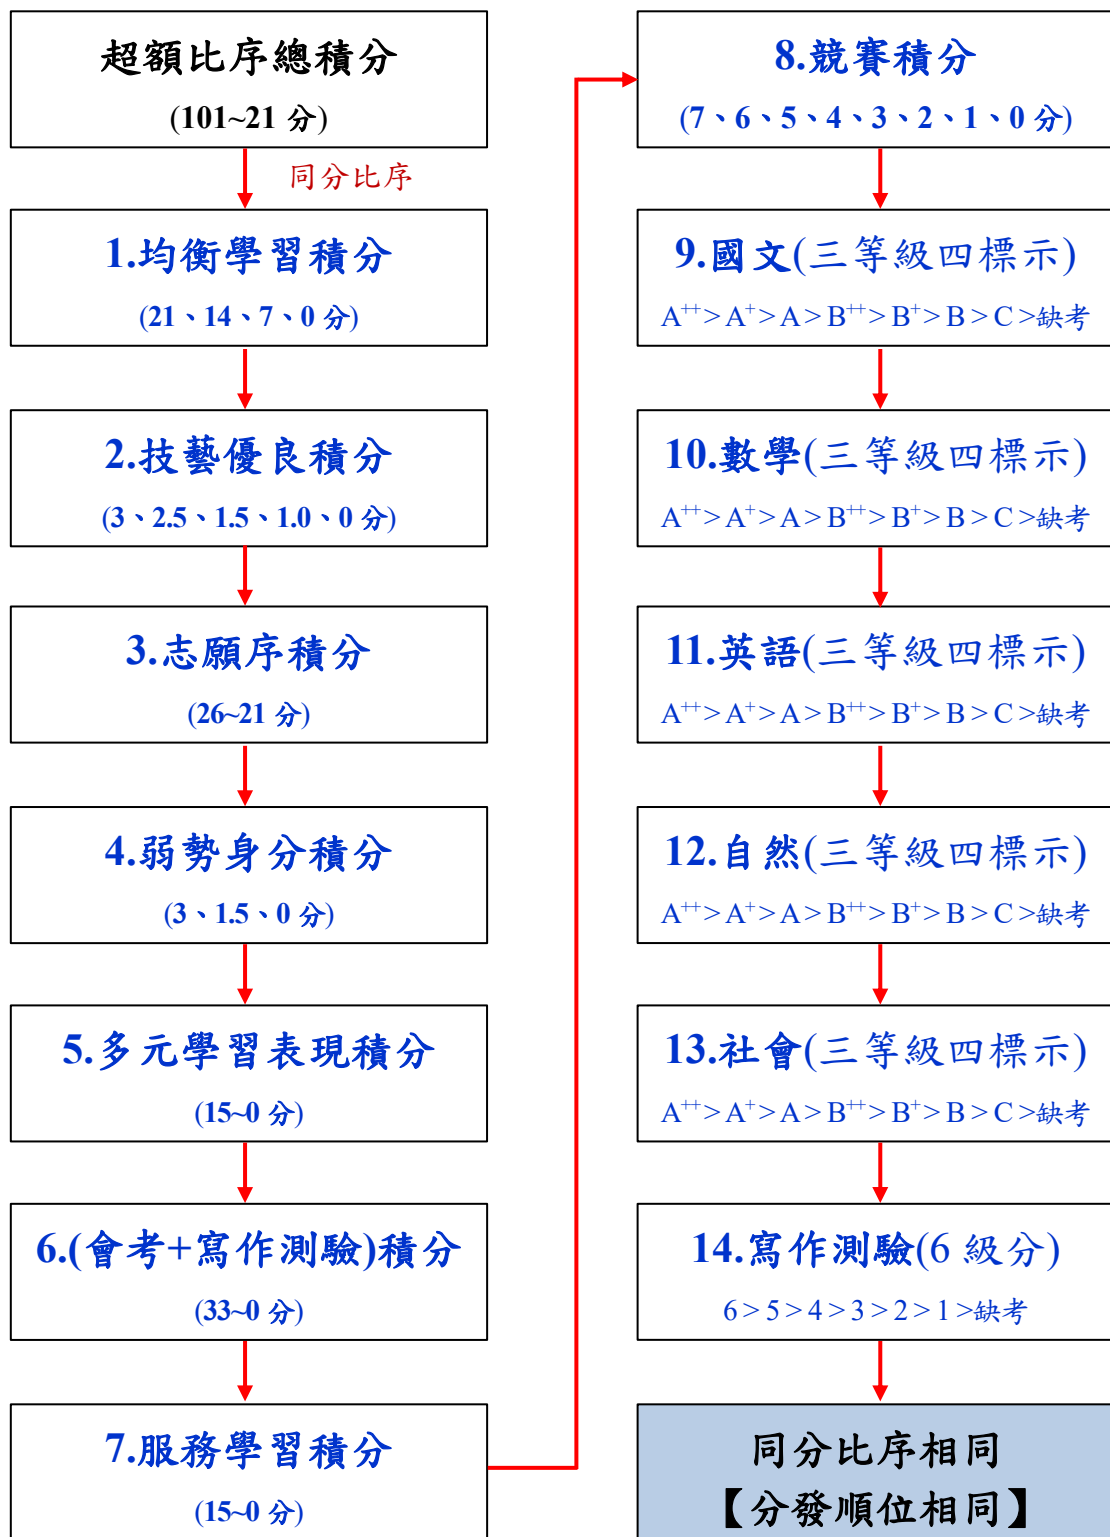 超額比序總積分
(101~21 分)
同分比序
1.均衡學習積分
(21、14、7、0 分)
2.技藝優良積分
(3、2.5、1.5、1.0、0 分)
3.志願序積分
(26~21 分)
4.弱勢身分積分
(3、1.5、0 分)
5.多元學習表現積分
(15~0 分)
6.(會考+寫作測驗)積分
(33~0 分)
7.服務學習積分
(15~0 分)
8.競賽積分
(7、6、5、4、3、2、1、0 分)
9.國文(三等級四標示)
A++>A+>A>B++>B+>B>C>缺考
10.數學(三等級四標示)
A++>A+>A>B++>B+>B>C>缺考
11.英語(三等級四標示)
A++>A+>A>B++>B+>B>C>缺考
12.自然(三等級四標示)
A++>A+>A>B++>B+>B>C>缺考
13.社會(三等級四標示)
A++>A+>A>B++>B+>B>C>缺考
14.寫作測驗(6 級分)
6>5>4>3>2>1>缺考
同分比序相同
【分發順位相同】